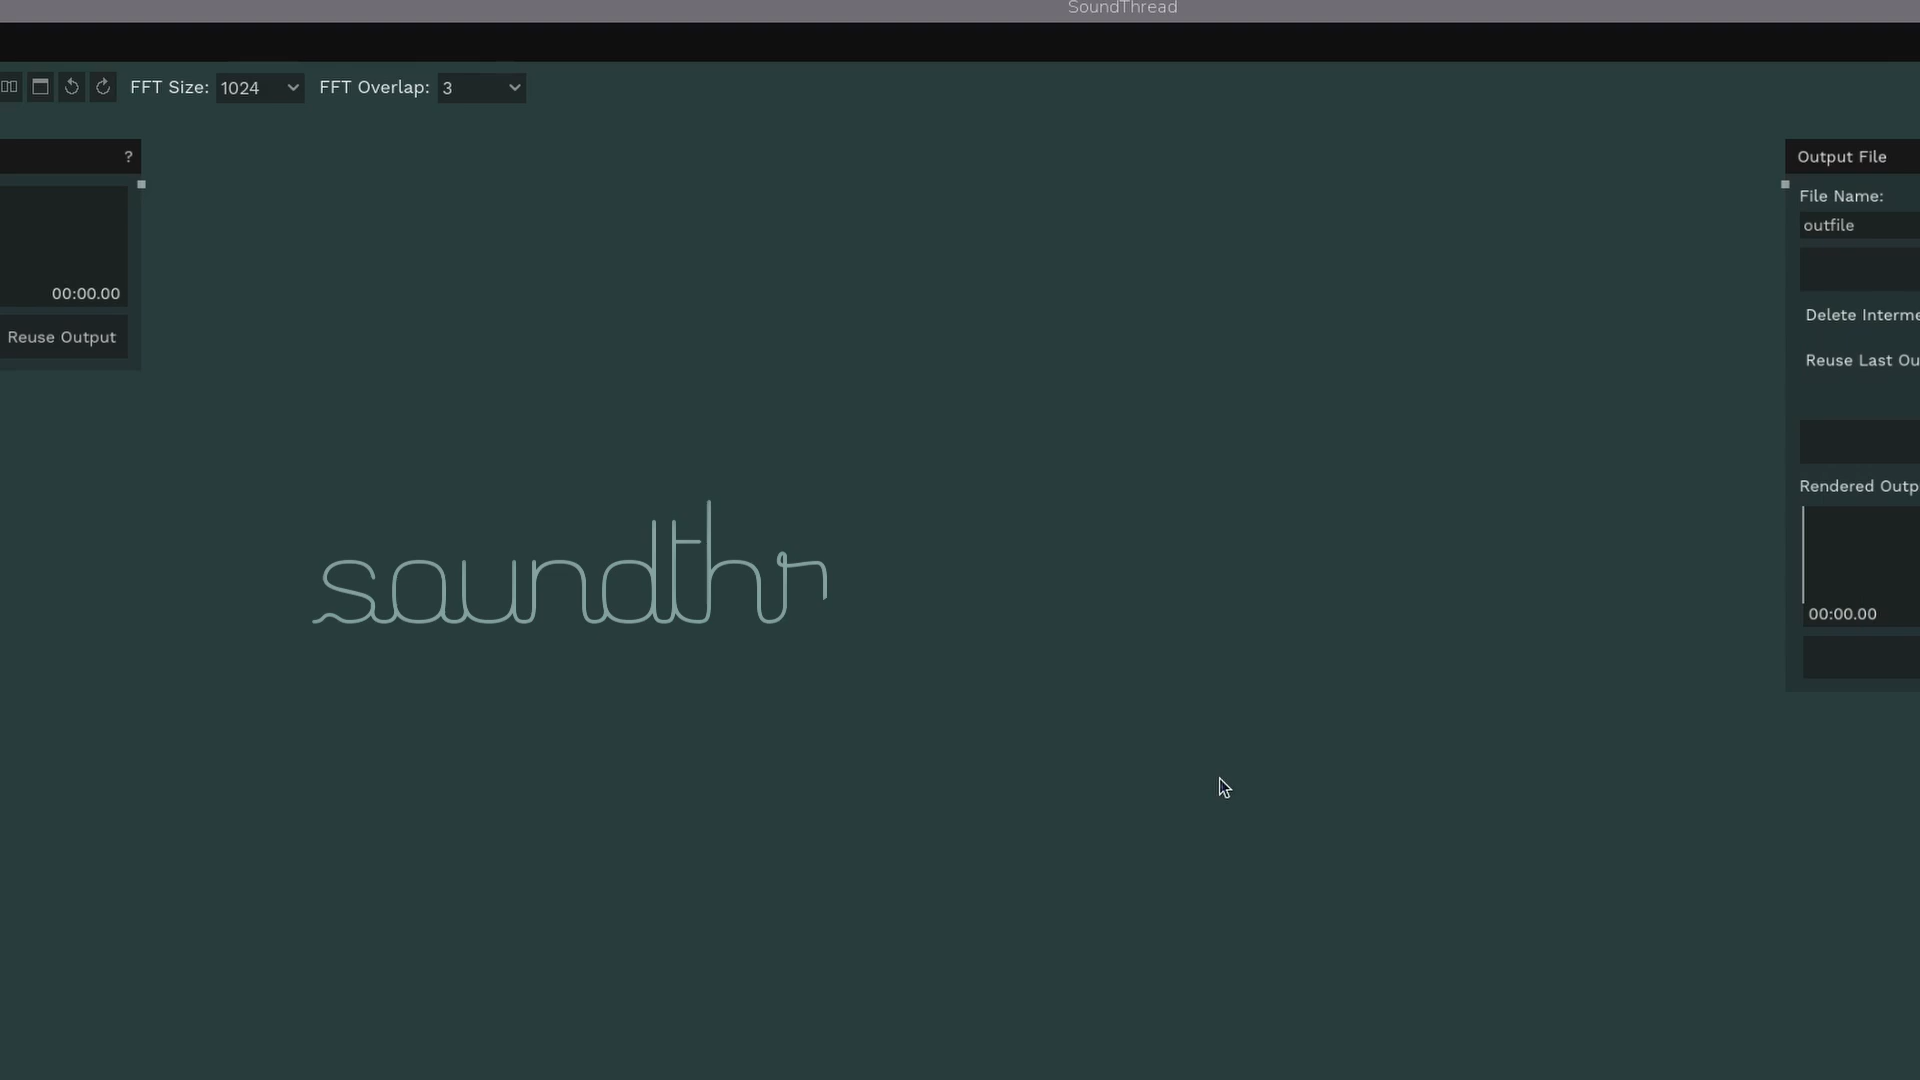 SoundThread
FFT Size: 1024 FFT Overlap: 3
?
00:00.00
Reuse Output
Output File
File Name:
outfile
Delete Interme
Reuse Last Ou
Rendered Outp
00:00.00
soundthr